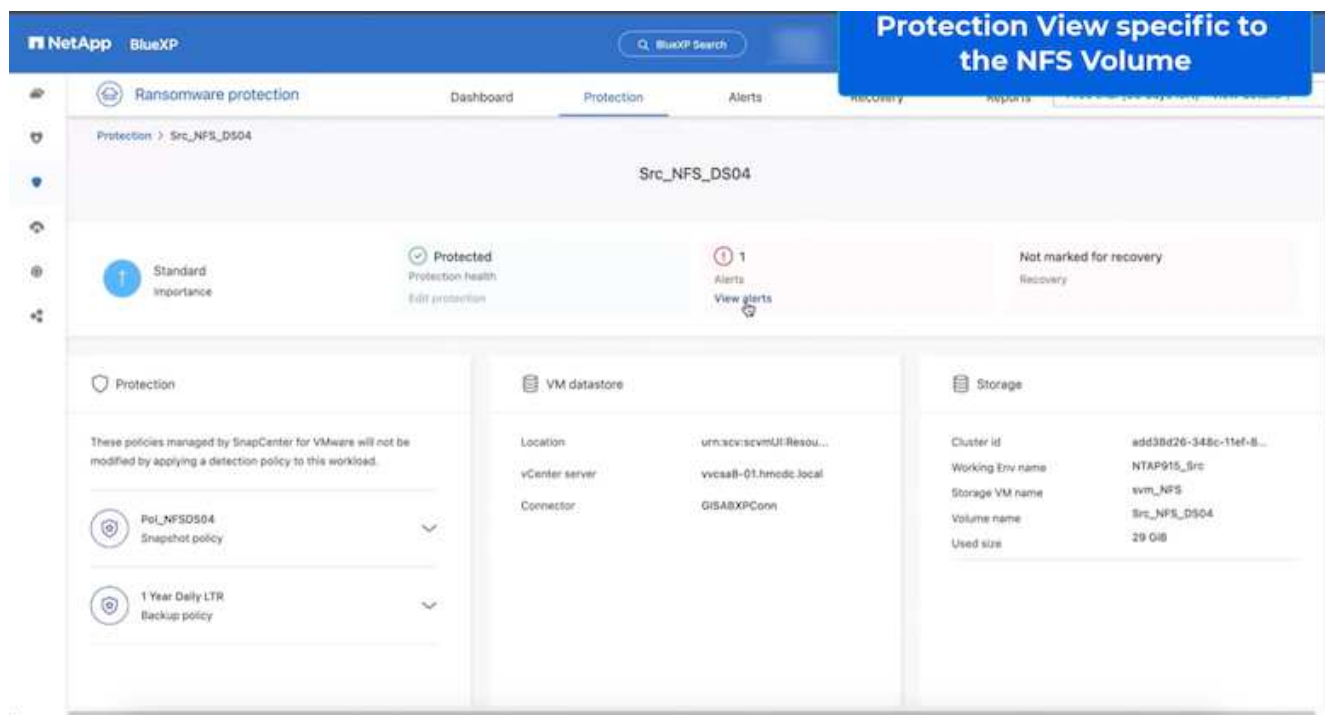 NetApp BlueXP
BlueXP Search
Protection View specific to
the NFS Volume
Ransomware protection
Dashboard
Protection
Alerts
Recovery
Reports
Protection > Src_NFS_DS04
Src_NFS_DS04
Standard
Importance
Protected
Protection health
Edit protection
1
Alerts
View alerts
Not marked for recovery
Recovery
Protection
These policies managed by SnapCenter for VMware will not be
modified by applying a detection policy to this workload.
Pol_NFSDS04
Snapshot policy
1 Year Daily LTR
Backup policy
VM datastore
Location urn:scv:scvmUI:Resou...
vCenter server vvcsa8-01.hmcdc.local
Connector GISABXPConn
Storage
Cluster id add38d26-348c-11ef-8...
Working Env name NTAP915_Src
Storage VM name svm_NFS
Volume name Src_NFS_DS04
Used size 29 GiB